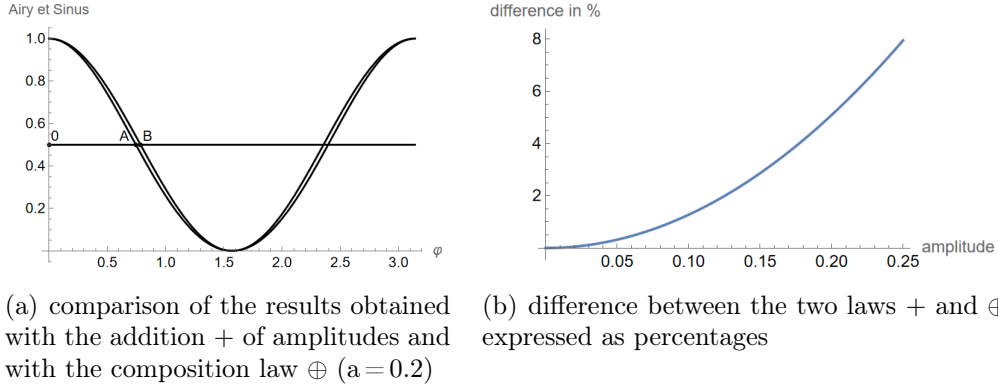 Airy et Sinus
1.0
0.8
0.6
0.4
0.2
0
A
B
0.5
1.0
1.5
2.0
2.5
3.0
φ
difference in %
8
6
4
2
0.05
0.10
0.15
0.20
0.25
amplitude
(a) comparison of the results obtained
with the addition + of amplitudes and
with the composition law ⊕ (a = 0.2)
(b) difference between the two laws + and ⊕
expressed as percentages